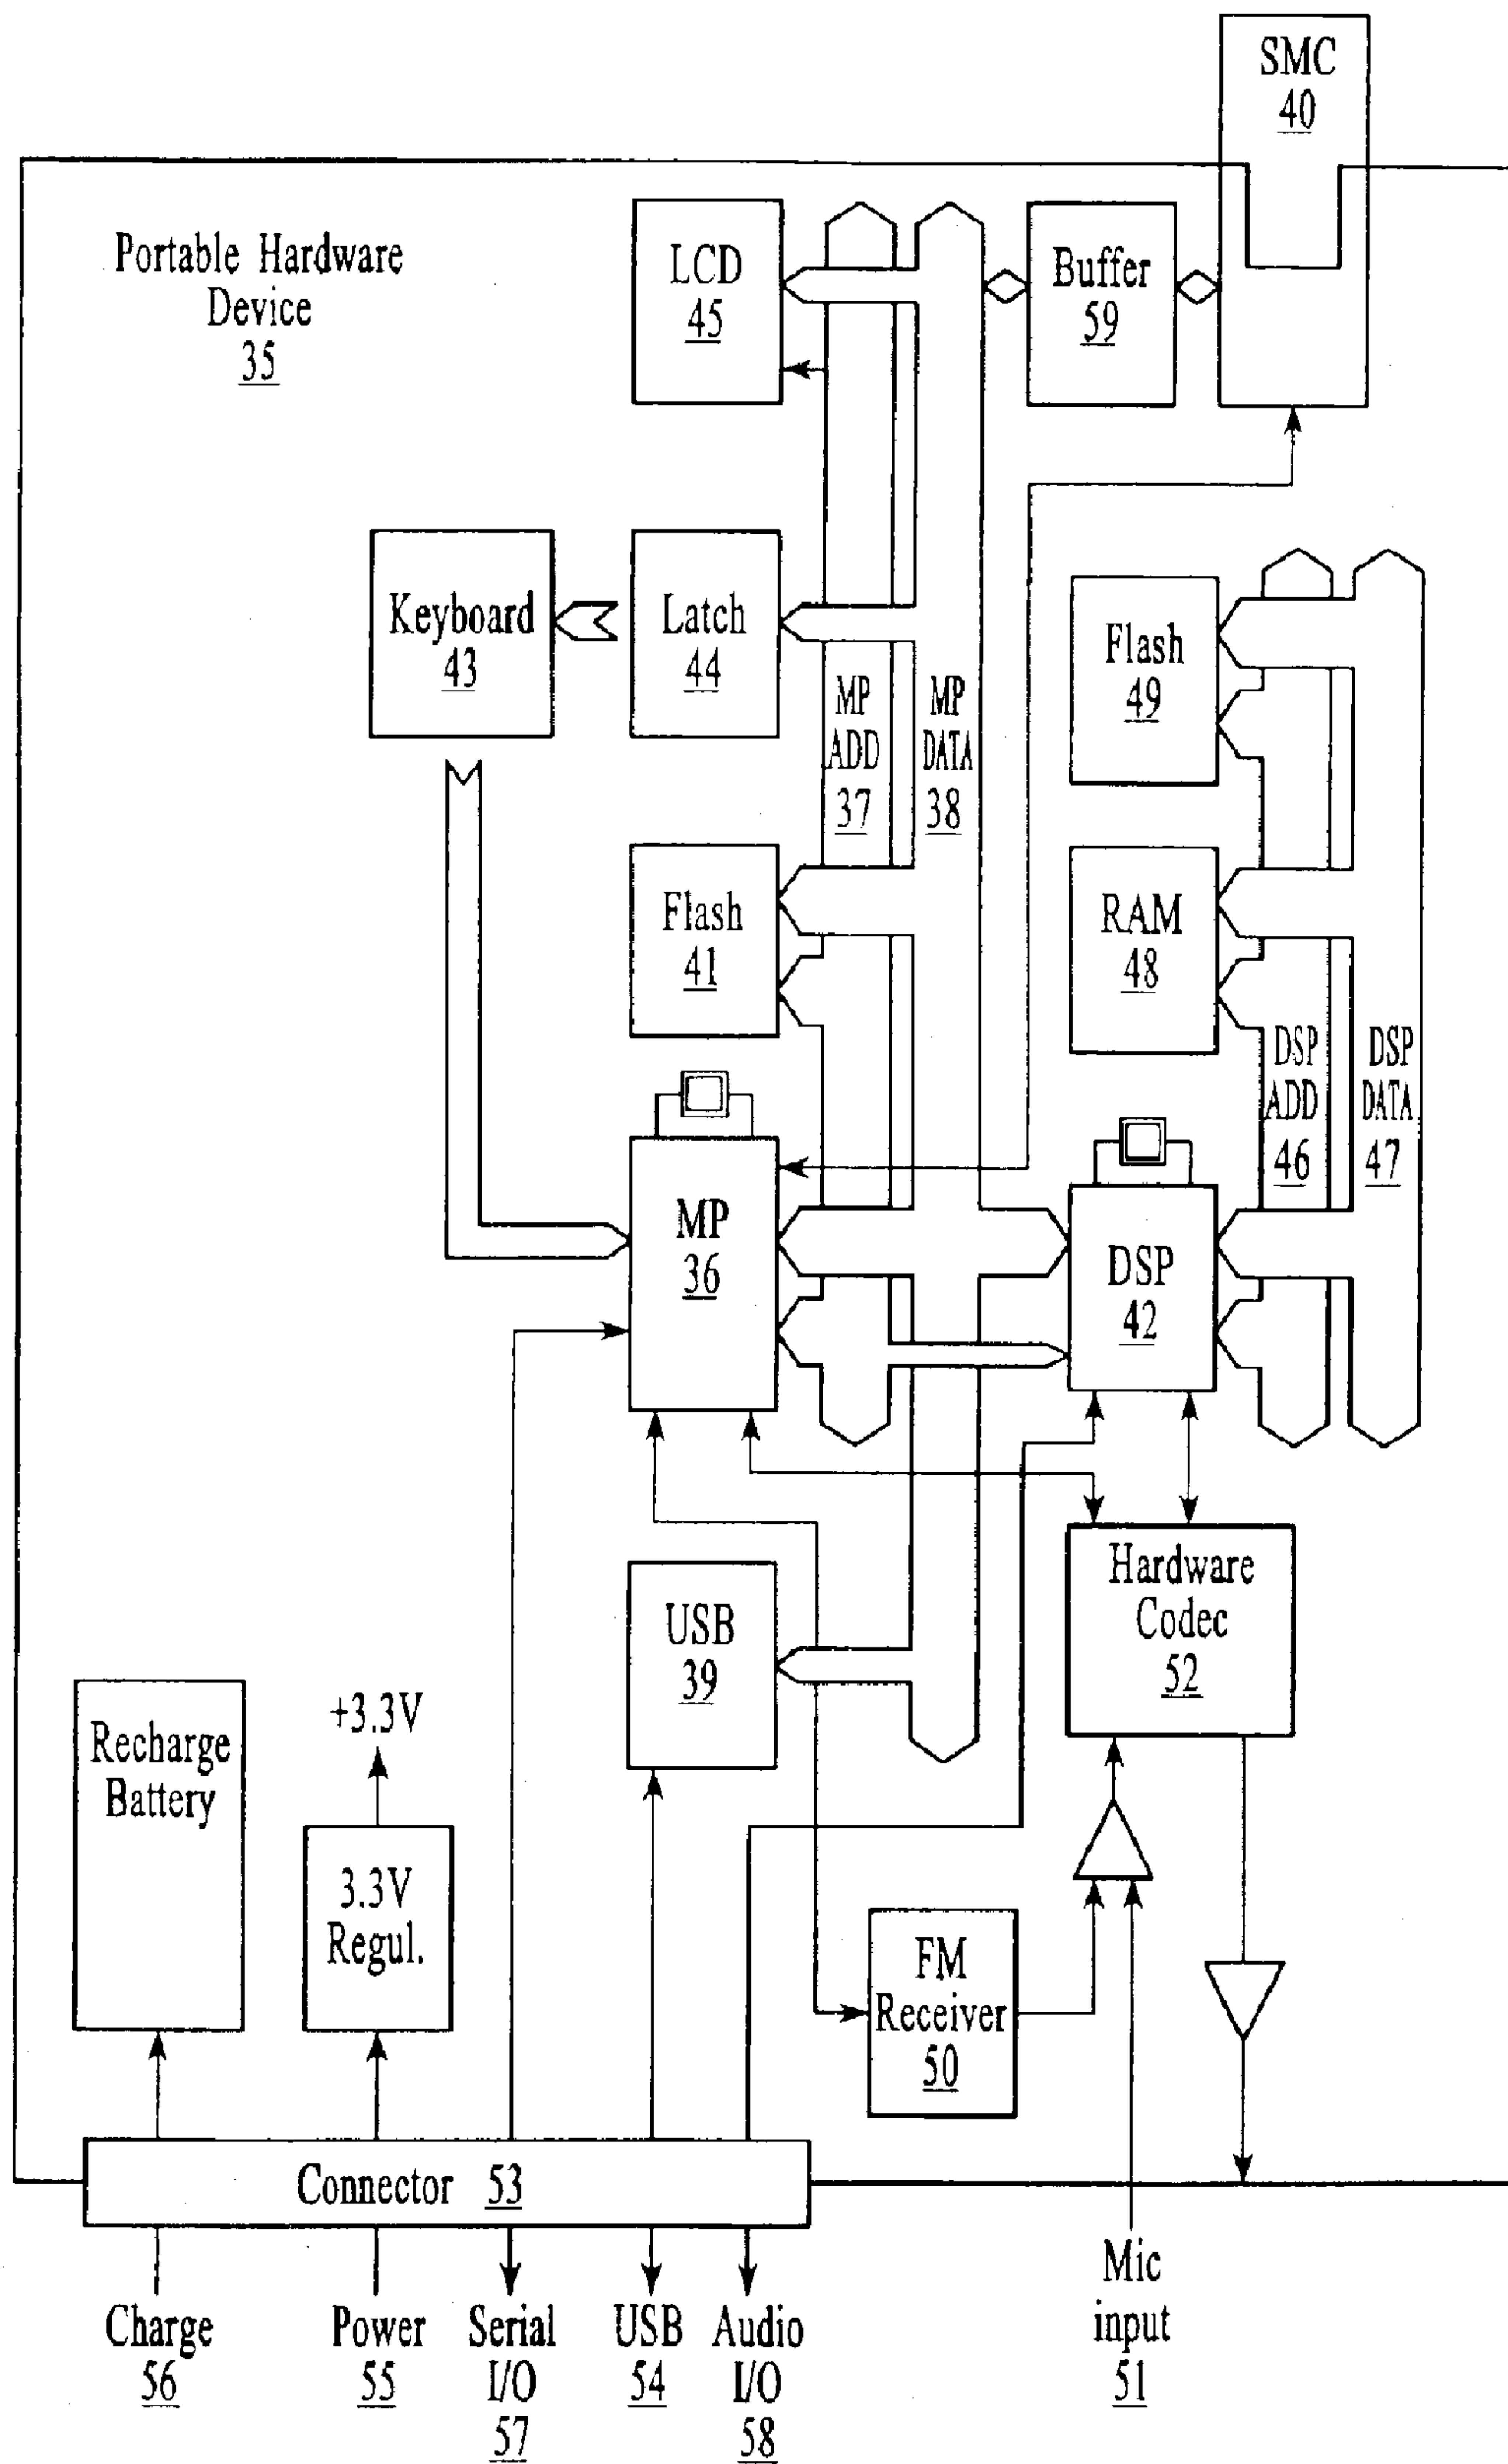 SMC
40
Portable Hardware
Device
35
LCD
45
Buffer
59
Keyboard
43
Latch
44
MP
ADD
37
MP
DATA
38
Flash
49
Flash
41
RAM
48
DSP
ADD
46
DSP
DATA
47
MP
36
DSP
42
USB
39
Hardware
Codec
52
Recharge
Battery
+3.3V
3.3V
Regul.
FM
Receiver
50
Connector 53
Charge
56
Power
55
Serial
I/O
57
USB
54
Audio
I/O
58
Mic
input
51